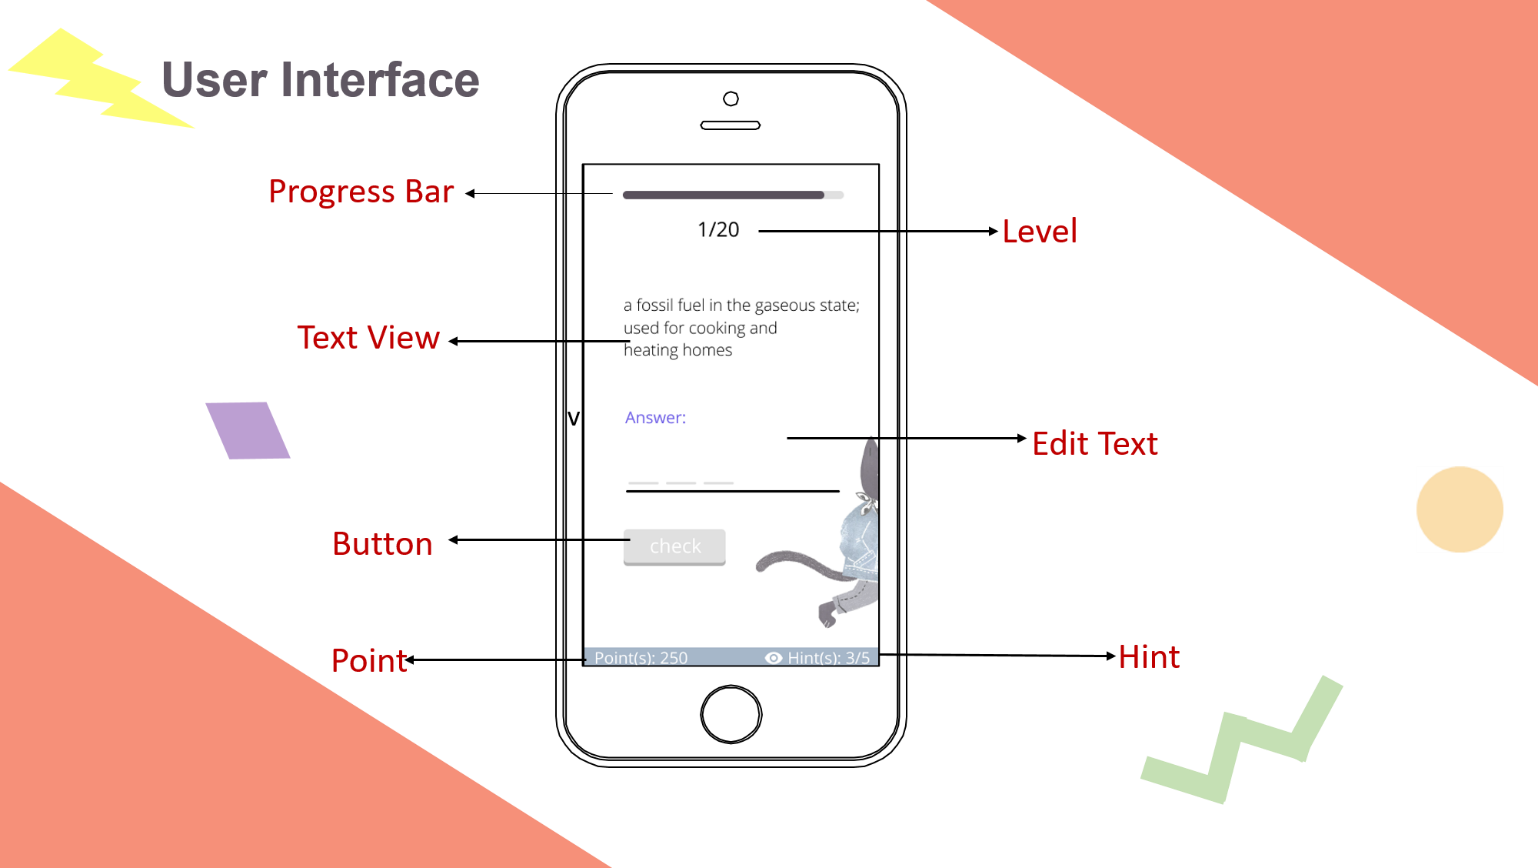 User Interface
Progress Bar
1/20
Level
a fossil fuel in the gaseous state;
used for cooking and
heating homes
Text View
V
Answer:
Edit Text
Button
check
Point
Point(s): 250
Hint(s): 3/5
Hint